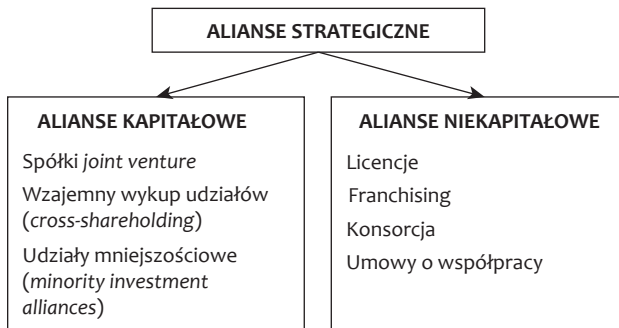 ALIANSE STRATEGICZNE
ALIANSE KAPITAŁOWE
Spółki joint venture
Wzajemny wykup udziałów
(cross-shareholding)
Udziały mniejszościowe
(minority investment
alliances)
ALIANSE NIEKAPITAŁOWE
Licencje
Franchising
Konsorcja
Umowy o współpracy